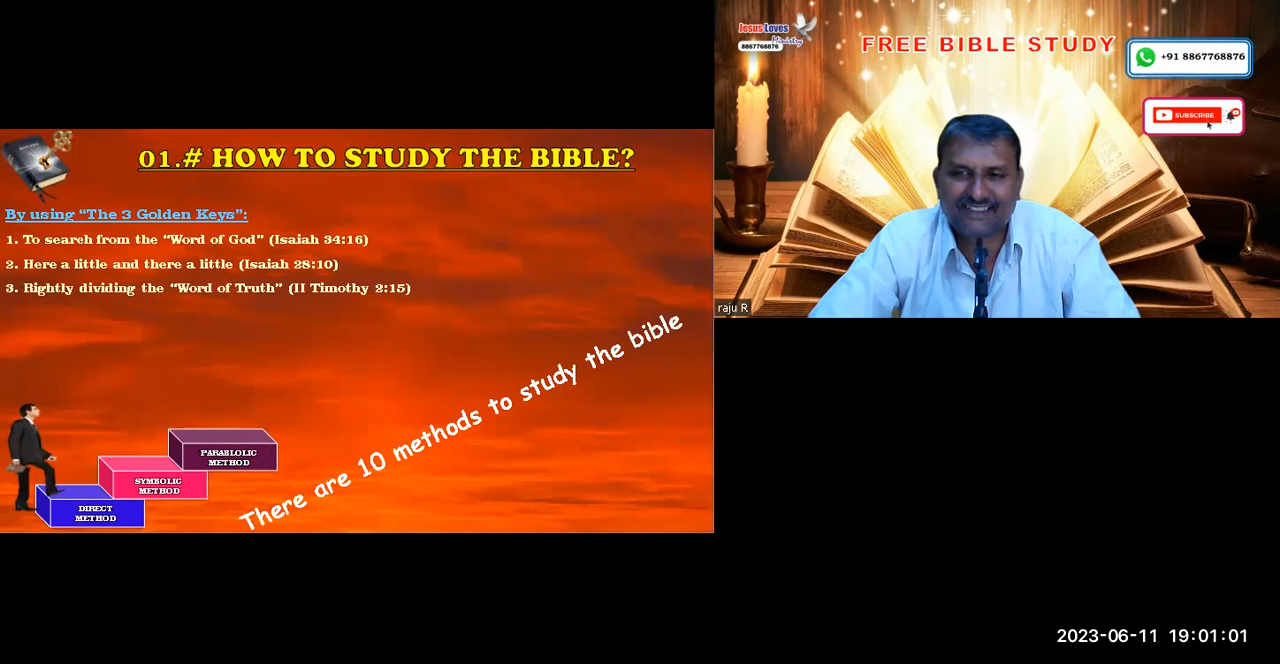 01.# HOW TO STUDY THE BIBLE?
By using “The 3 Golden Keys”:
1. To search from the “Word of God” (Isaiah 34:16)
2. Here a little and there a little (Isaiah 28:10)
3. Rightly dividing the “Word of Truth” (II Timothy 2:15)
There are 10 methods to study the bible
PARABLOLIC
METHOD
SYMBOLIC
METHOD
DIRECT
METHOD
Jesus Loves
Ministry
8867768876
FREE BIBLE STUDY
+91 8867768876
SUBSCRIBE
raju R
2023-06-11 19:01:01